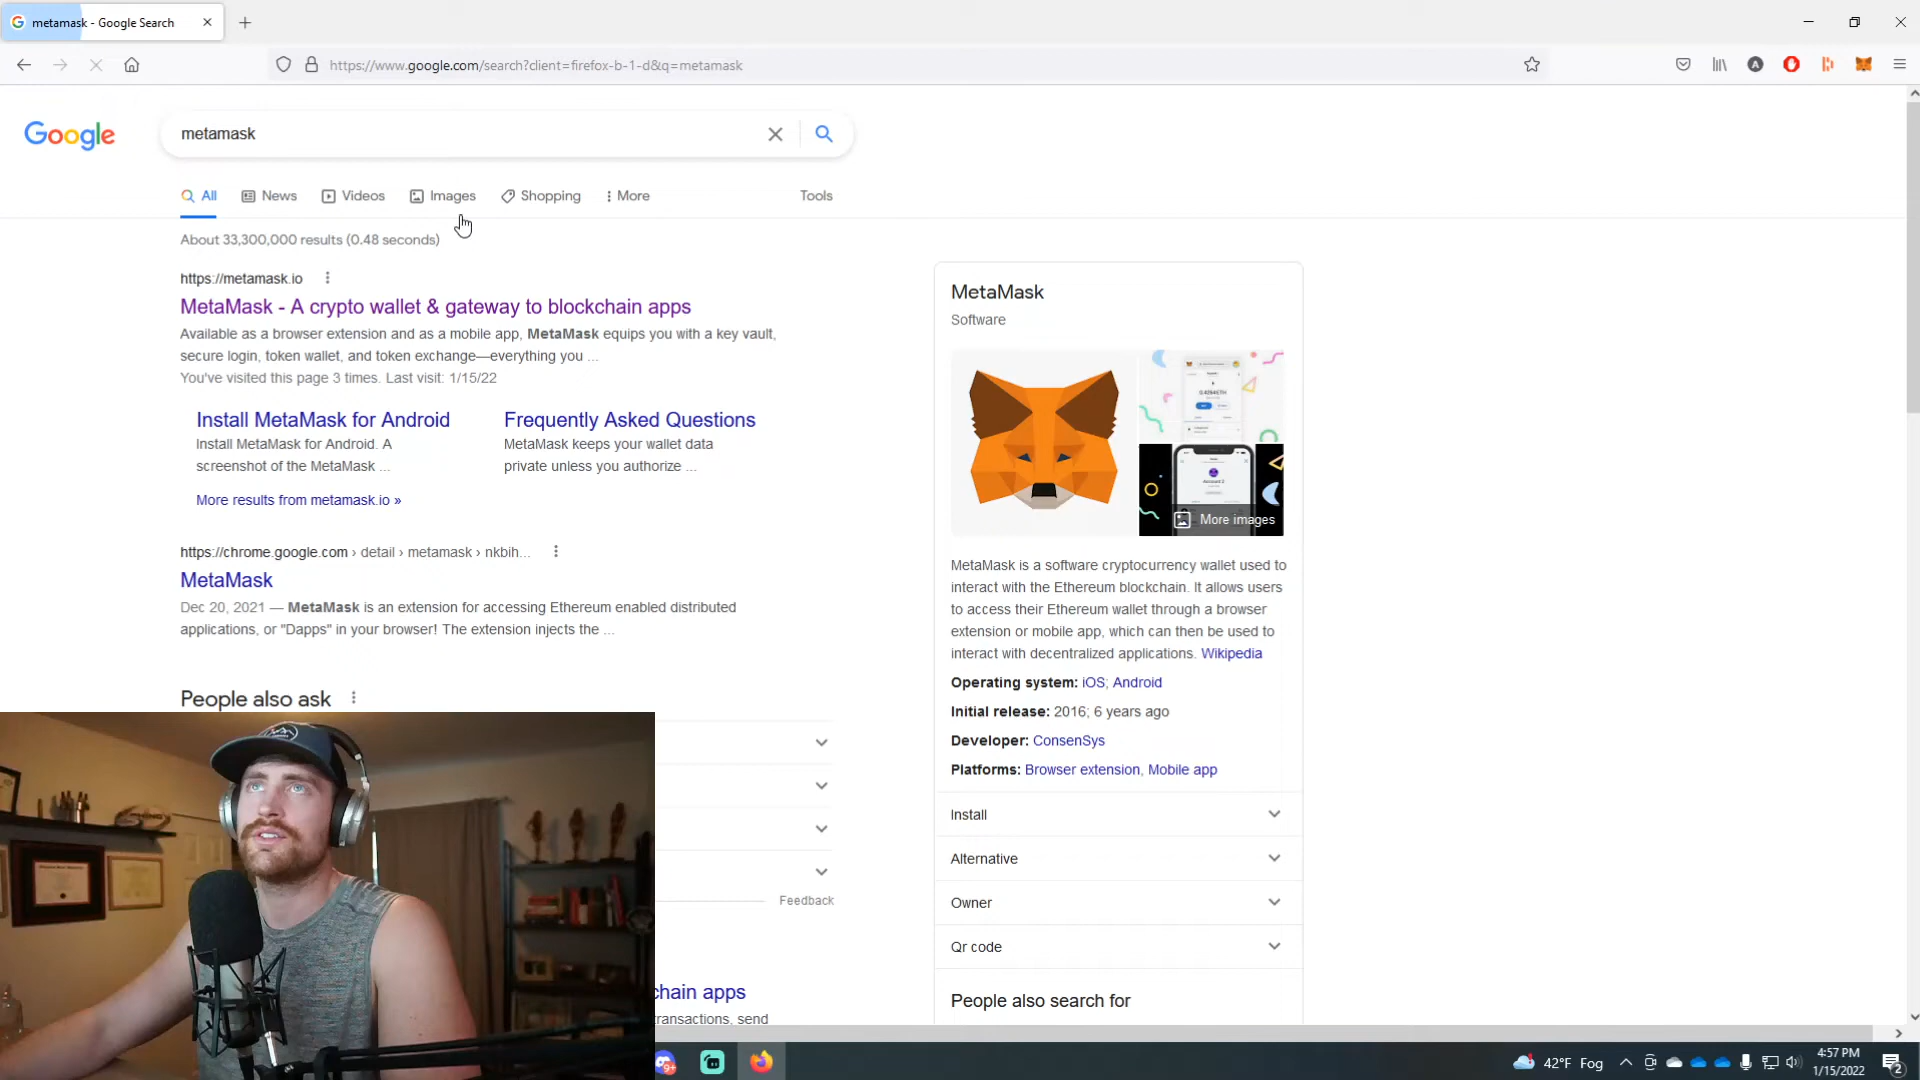 metamask - Google Search
https://www.google.com/search?client=firefox-b-1-d&q=metamask
Google
metamask
All
News
Videos
Images
Shopping
More
Tools
About 33,300,000 results (0.48 seconds)
https://metamask.io
MetaMask - A crypto wallet & gateway to blockchain apps
Available as a browser extension and as a mobile app, MetaMask equips you with a key vault,
secure login, token wallet, and token exchange—everything you ...
You've visited this page 3 times. Last visit: 1/15/22
Install MetaMask for Android
Install MetaMask for Android. A
screenshot of the MetaMask ...
Frequently Asked Questions
MetaMask keeps your wallet data
private unless you authorize ...
More results from metamask.io »
https://chrome.google.com › detail › metamask › nkbih...
MetaMask
Dec 20, 2021 — MetaMask is an extension for accessing Ethereum enabled distributed
applications, or "Dapps" in your browser! The extension injects the ...
People also ask
Feedback
chain apps
transactions, send
MetaMask
Software
More images
MetaMask is a software cryptocurrency wallet used to
interact with the Ethereum blockchain. It allows users
to access their Ethereum wallet through a browser
extension or mobile app, which can then be used to
interact with decentralized applications. Wikipedia
Operating system: iOS; Android
Initial release: 2016; 6 years ago
Developer: ConsenSys
Platforms: Browser extension, Mobile app
Install
Alternative
Owner
Qr code
People also search for
9+
42°F Fog
4:57 PM
1/15/2022
2